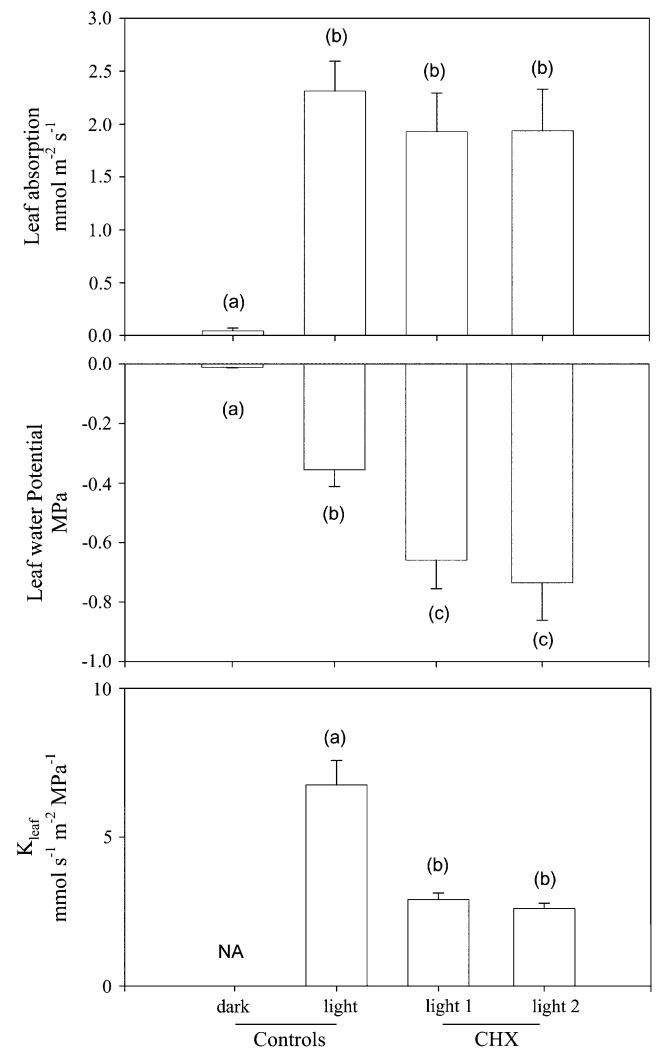 3.0
(b)
(b)
(b)
2.5
2.0
1.5
1.0
0.5
0.0
(a)
Leaf absorption
mmol m-2 s-1
0.0
-0.2
-0.4
-0.6
-0.8
-1.0
(a)
(b)
(c)
(c)
Leaf water Potential
MPa
10
5
0
(a)
(b)
(b)
NA
Kleaf
mmol s-1 m-2 MPa-1
dark light light 1 light 2
Controls CHX